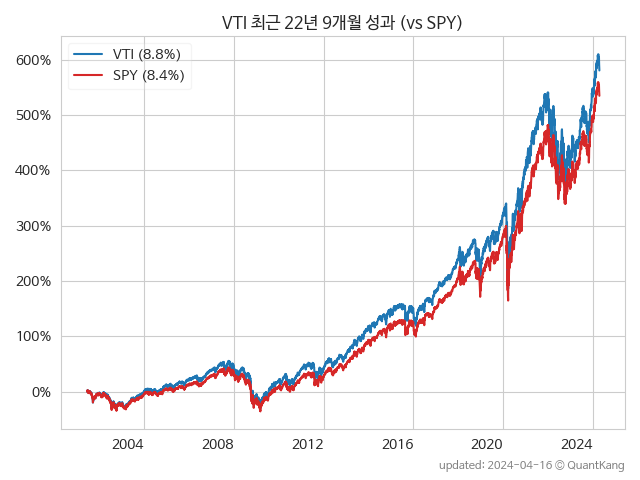 VTI 최근 22년 9개월 성과 (vs SPY)
VTI (8.8%)
SPY (8.4%)
600%
500%
400%
300%
200%
100%
0%
2004 2008 2012 2016 2020 2024
updated: 2024-04-16 © QuantKang